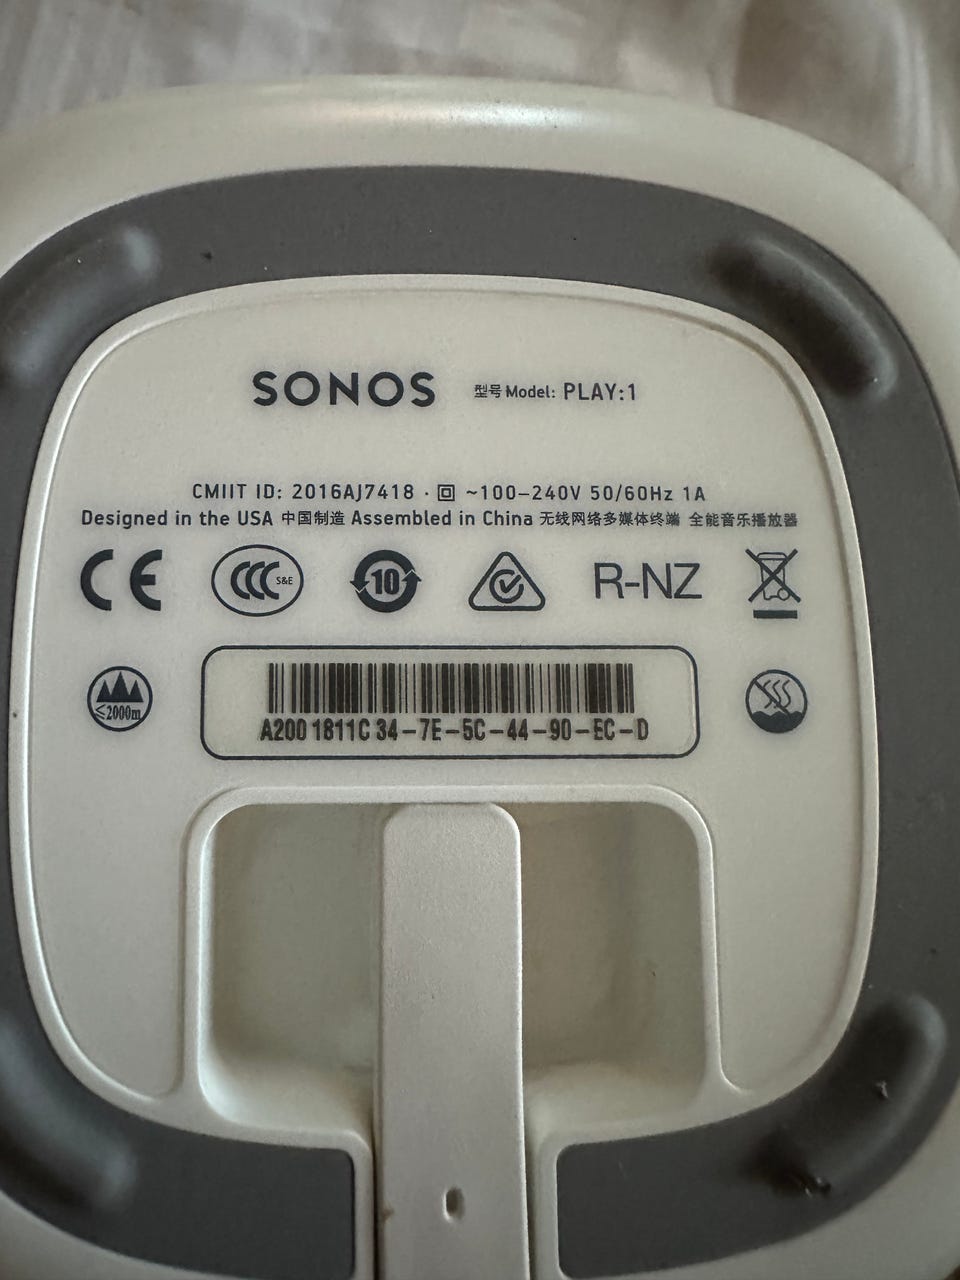 SONOS 型号 Model: PLAY:1
CMIIT ID: 2016AJ7418 · ~100–240V 50/60Hz 1A
Designed in the USA 中国制造 Assembled in China 无线网络多媒体终端 全能音乐播放器
CE CCC S&E 10 R-NZ
≤2000m
A200 1811C 34-7E-5C-44-90-EC-D